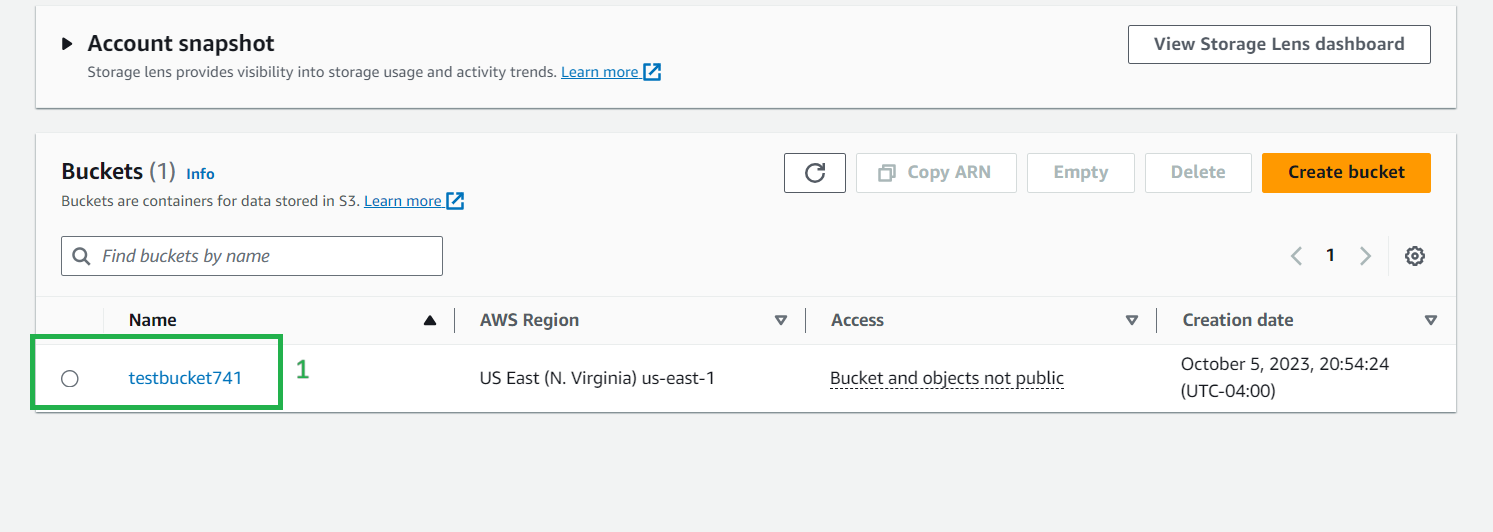 Account snapshot
View Storage Lens dashboard
Storage lens provides visibility into storage usage and activity trends. Learn more
Buckets (1) Info
Copy ARN
Empty
Delete
Create bucket
Buckets are containers for data stored in S3. Learn more
Find buckets by name
1
Name
AWS Region
Access
Creation date
testbucket741
1
US East (N. Virginia) us-east-1
Bucket and objects not public
October 5, 2023, 20:54:24
(UTC-04:00)